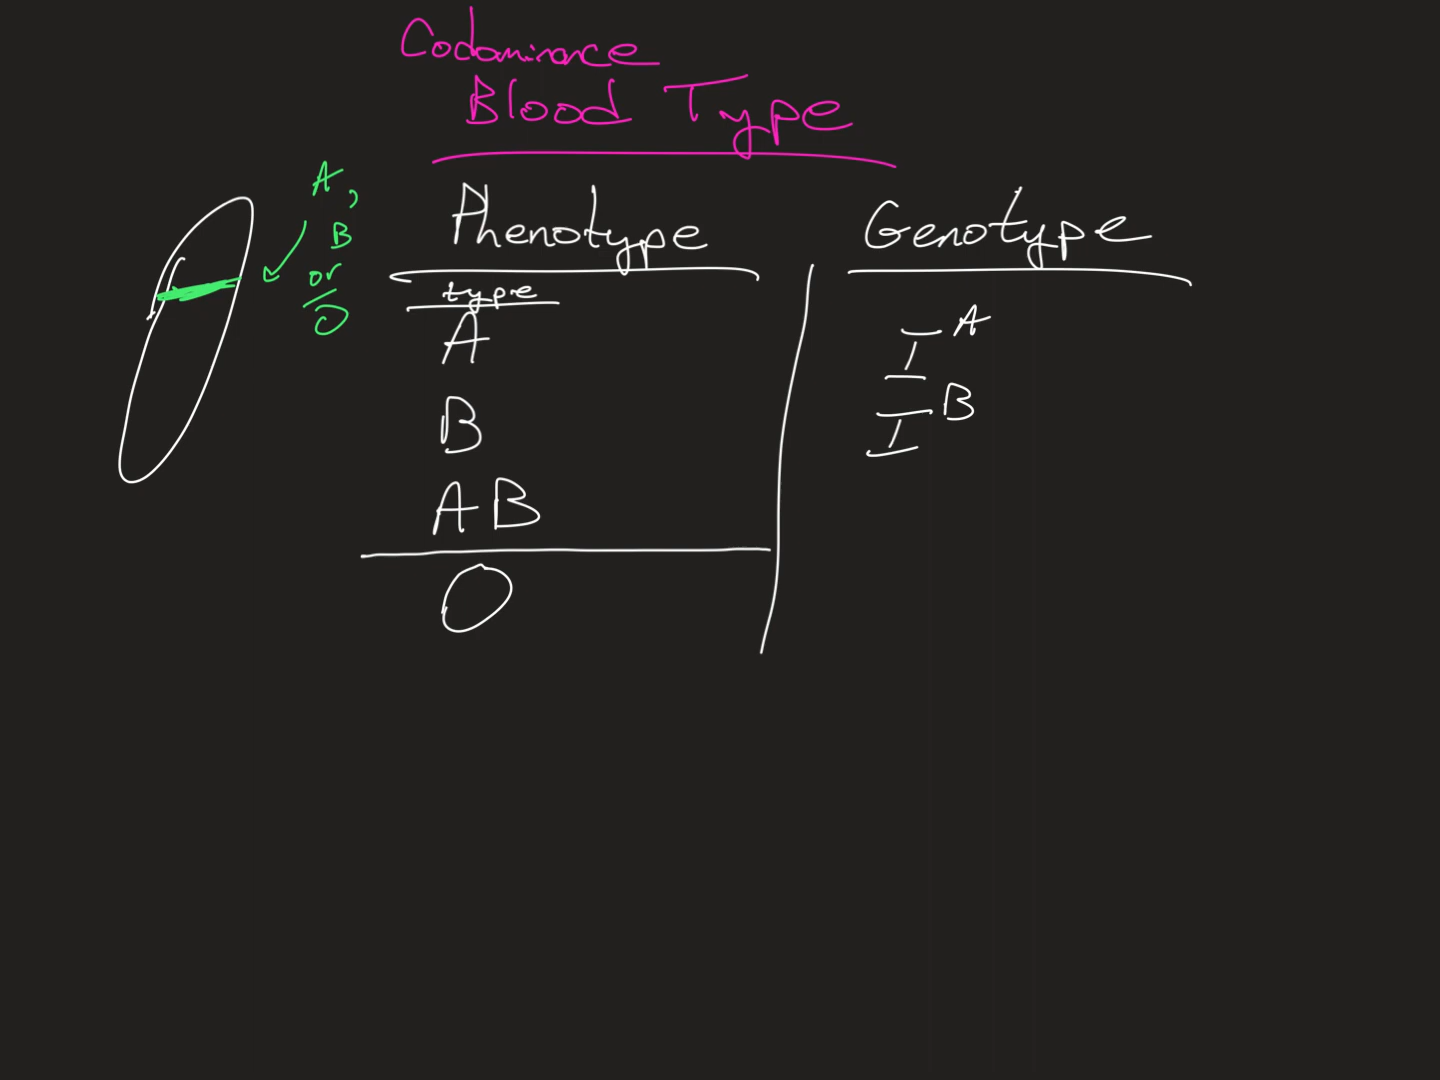 Codominance
Blood Type
A,
B
or
O
Phenotype
type
A
B
AB
O
Genotype
I^A
I^B